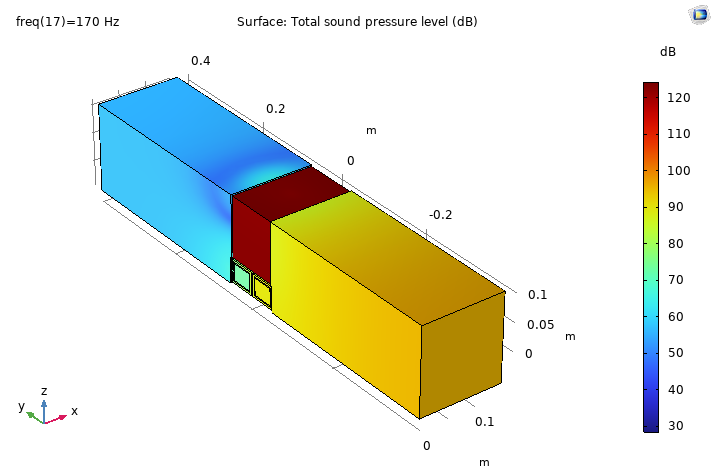 freq(17)=170 Hz
Surface: Total sound pressure level (dB)
dB
120
110
100
90
80
70
60
50
40
30
0.4
0.2
m
0
-0.2
0.1
0.05
m
0
0.1
0
m
z
y
x